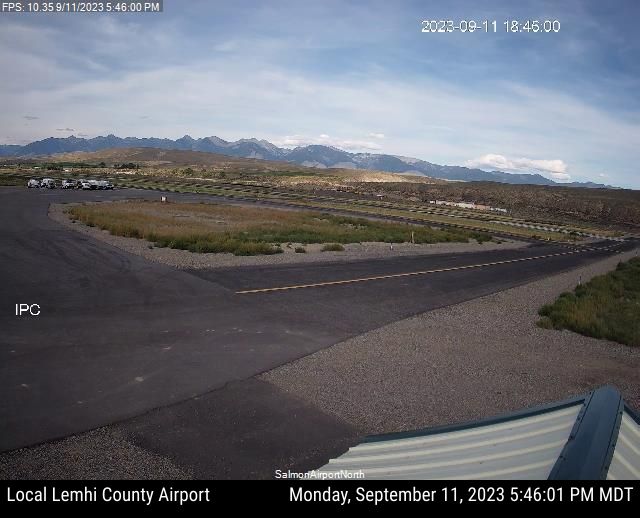 FPS: 10.35 9/11/2023 5:46:00 PM
2023-09-11 18:45:00
IPC
SalmonAirportNorth
Local Lemhi County Airport
Monday, September 11, 2023 5:46:01 PM MDT